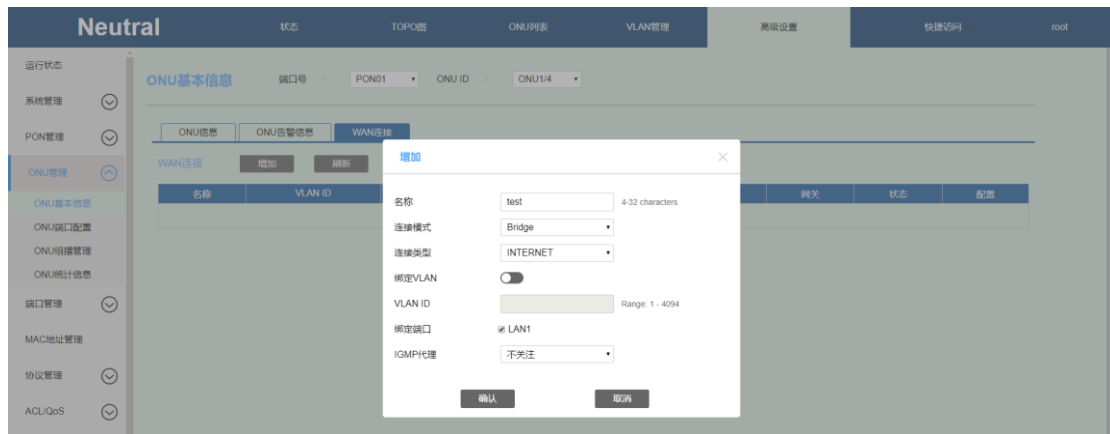 Neutral 状态 TOPO图 ONU列表 VLAN管理 高级设置 快捷访问 root
运行状态
ONU基本信息 端口号 PON01 ONU ID ONU1/4
系统管理
PON管理
ONU信息 ONU告警信息 WAN连接
WAN连接 增加 刷新
ONU管理
名称 VLAN ID 网关 状态 配置
ONU基本信息
ONU端口配置
ONU组播管理
ONU统计信息
端口管理
MAC地址管理
协议管理
ACL/QoS
增加
名称 test 4-32 characters
连接模式 Bridge
连接类型 INTERNET
绑定VLAN
VLAN ID Range: 1 - 4094
绑定端口 LAN1
IGMP代理 不关注
确认 取消